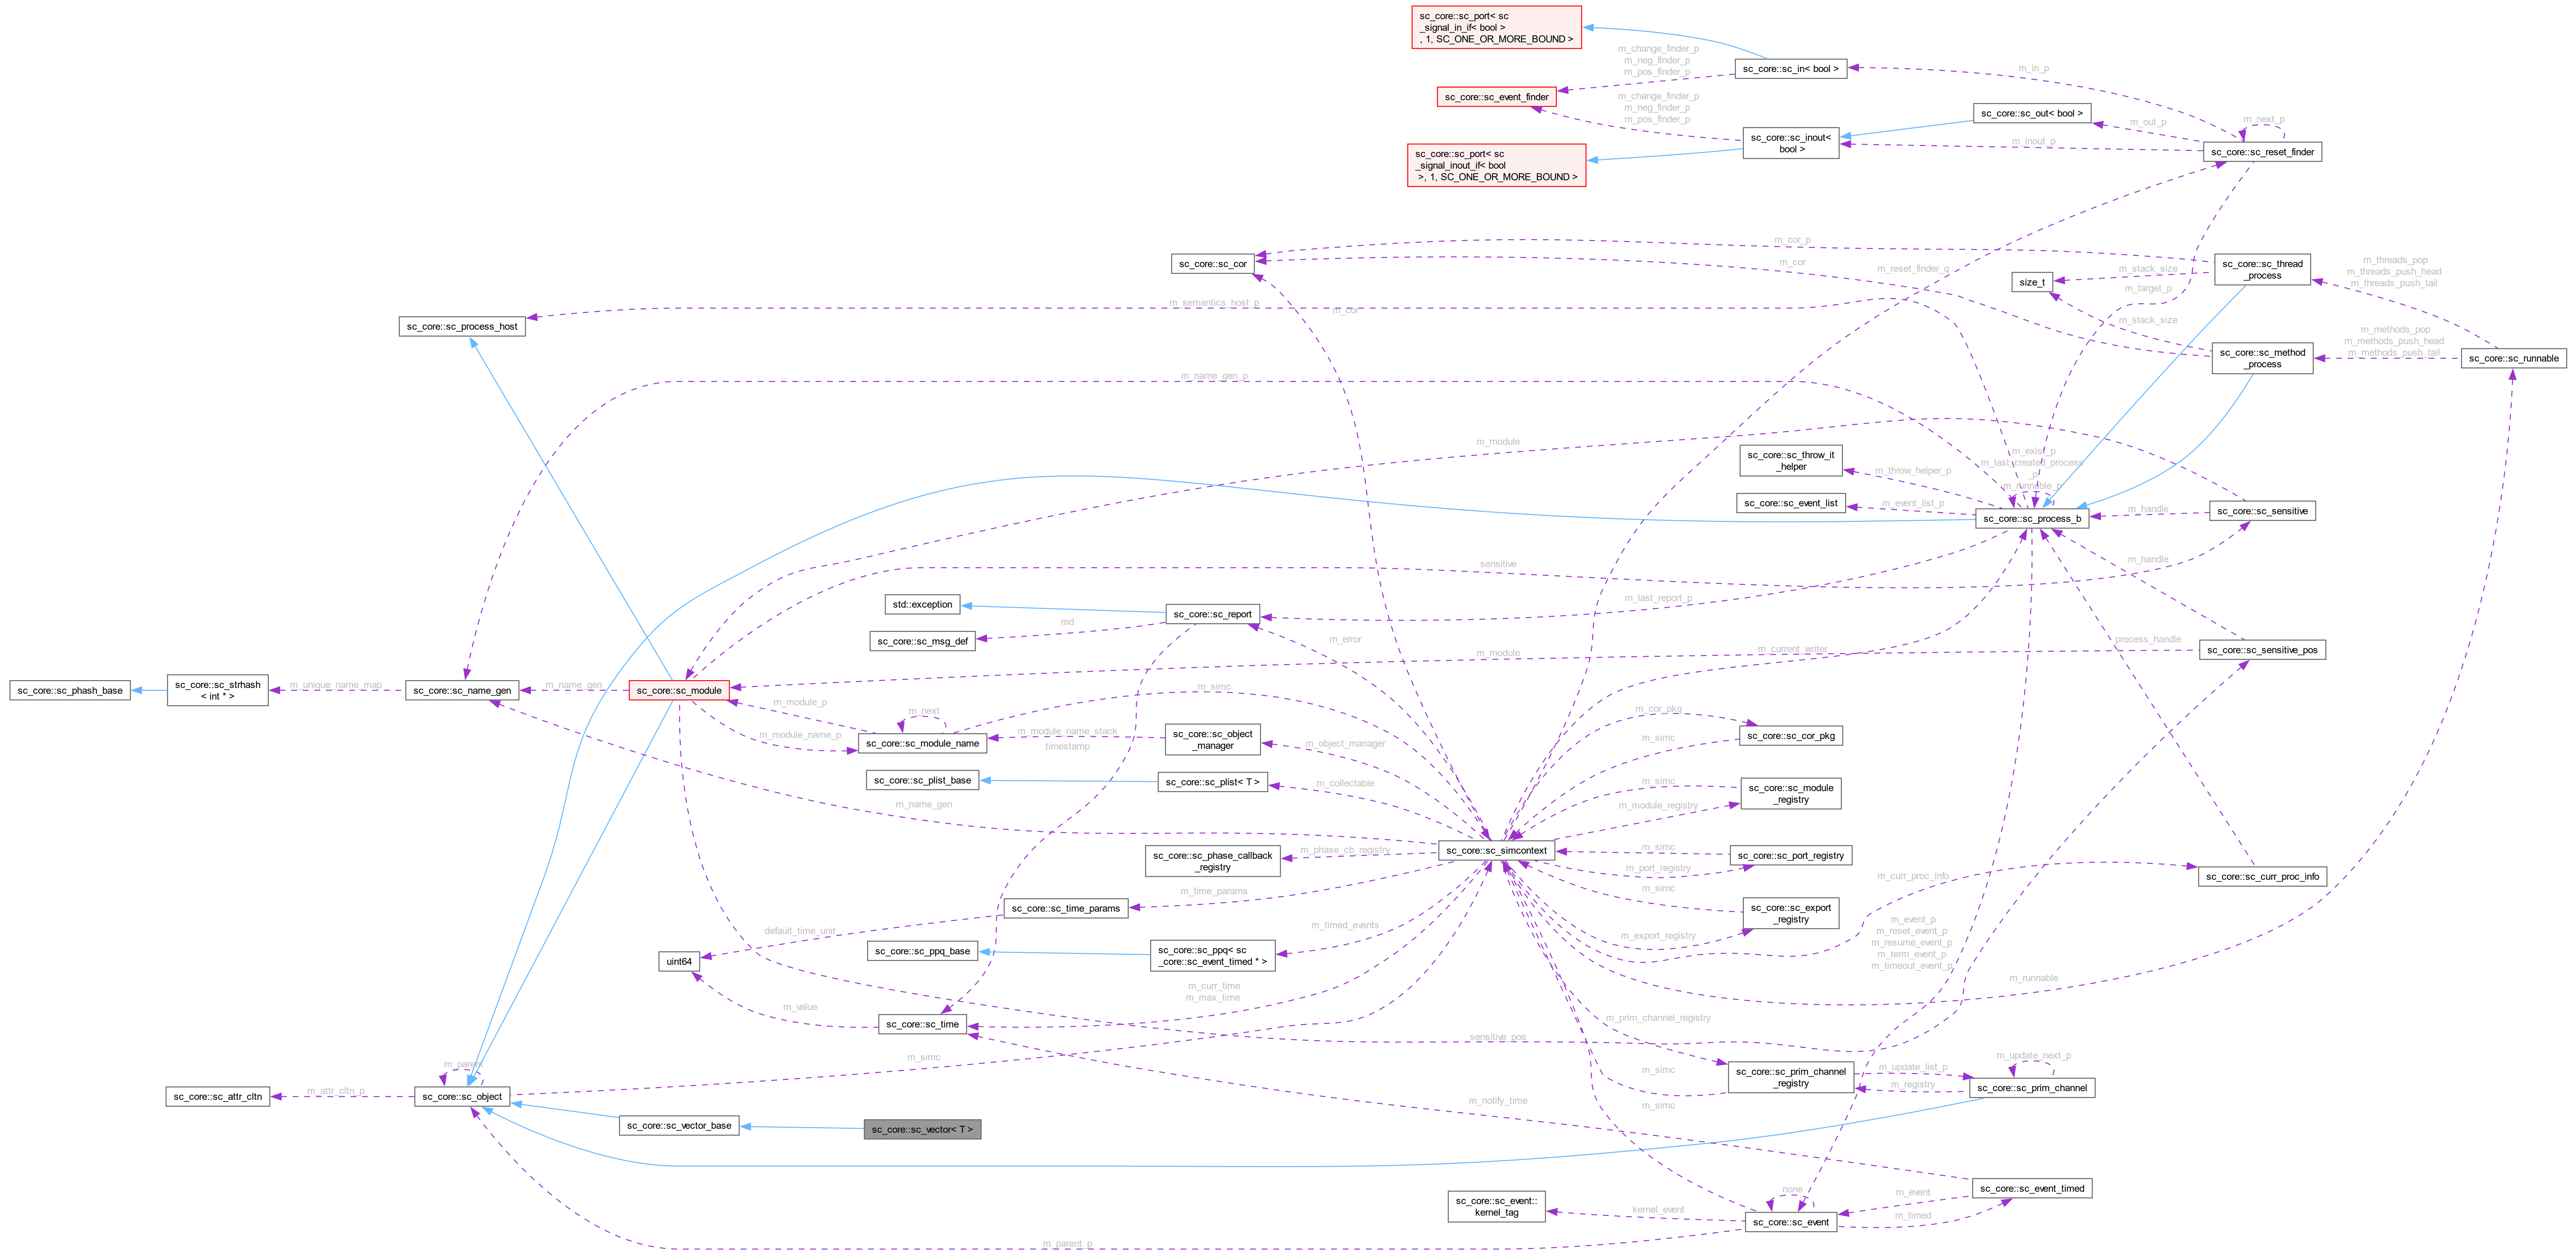 sc_core::sc_port< sc
_signal_in_if< bool >
, 1, SC_ONE_OR_MORE_BOUND >
m_change_finder_p
m_neg_finder_p
m_pos_finder_p
sc_core::sc_in< bool >
m_in_p
sc_core::sc_event_finder
m_change_finder_p
m_neg_finder_p
m_pos_finder_p
sc_core::sc_out< bool >
m_out_p
m_next_p
sc_core::sc_inout<
bool >
m_inout_p
sc_core::sc_reset_finder
sc_core::sc_port< sc
_signal_inout_if< bool
>, 1, SC_ONE_OR_MORE_BOUND >
m_cor_p
sc_core::sc_cor
m_cor
m_reset_finder_q
m_stack_size
sc_core::sc_thread
_process
m_threads_pop
m_threads_push_head
m_threads_push_tail
size_t
m_target_p
m_semantics_host_p
m_cor
m_stack_size
sc_core::sc_process_host
sc_core::sc_method
_process
m_methods_pop
m_methods_push_head
m_methods_push_tail
sc_core::sc_runnable
m_name_gen_p
m_module
sc_core::sc_throw_it
_helper
m_throw_helper_p
m_exist_p
m_last_created_process
_p
m_runnable_p
sc_core::sc_event_list
m_event_list_p
sc_core::sc_process_b
m_handle
sc_core::sc_sensitive
sensitive
m_handle
std::exception
sc_core::sc_report
m_last_report_p
md
sc_core::sc_msg_def
m_error
m_current_writer
process_handle
m_module
sc_core::sc_sensitive_pos
sc_core::sc_phash_base
sc_core::sc_strhash
< int * >
m_unique_name_map
sc_core::sc_name_gen
m_name_gen
sc_core::sc_module
m_module_p
m_simc
m_next
m_module_name_p
sc_core::sc_module_name
m_module_name_stack
timestamp
sc_core::sc_object
_manager
m_object_manager
m_cor_pkg
m_simc
sc_core::sc_cor_pkg
sc_core::sc_plist_base
sc_core::sc_plist< T >
m_collectable
m_simc
m_module_registry
sc_core::sc_module
_registry
m_name_gen
sc_core::sc_phase_callback
_registry
m_phase_cb_registry
sc_core::sc_simcontext
m_simc
m_port_registry
sc_core::sc_port_registry
m_curr_proc_info
sc_core::sc_curr_proc_info
m_time_params
sc_core::sc_time_params
m_simc
m_export_registry
sc_core::sc_export
_registry
default_time_unit
m_timed_events
m_event_p
m_reset_event_p
m_resume_event_p
m_term_event_p
m_timeout_event_p
uint64
sc_core::sc_ppq_base
sc_core::sc_ppq< sc
_core::sc_event_timed * >
m_runnable
m_curr_time
m_max_time
m_value
sc_core::sc_time
m_prim_channel_registry
sensitive_pos
m_simc
m_parent
m_simc
sc_core::sc_prim_channel
_registry
m_update_list_p
m_registry
m_update_next_p
sc_core::sc_prim_channel
sc_core::sc_attr_cltn
m_attr_cltn_p
sc_core::sc_object
m_notify_time
m_simc
sc_core::sc_vector_base
sc_core::sc_vector< T >
sc_core::sc_event::
kernel_tag
kernel_event
none
sc_core::sc_event
m_event
m_timed
sc_core::sc_event_timed
m_parent_p